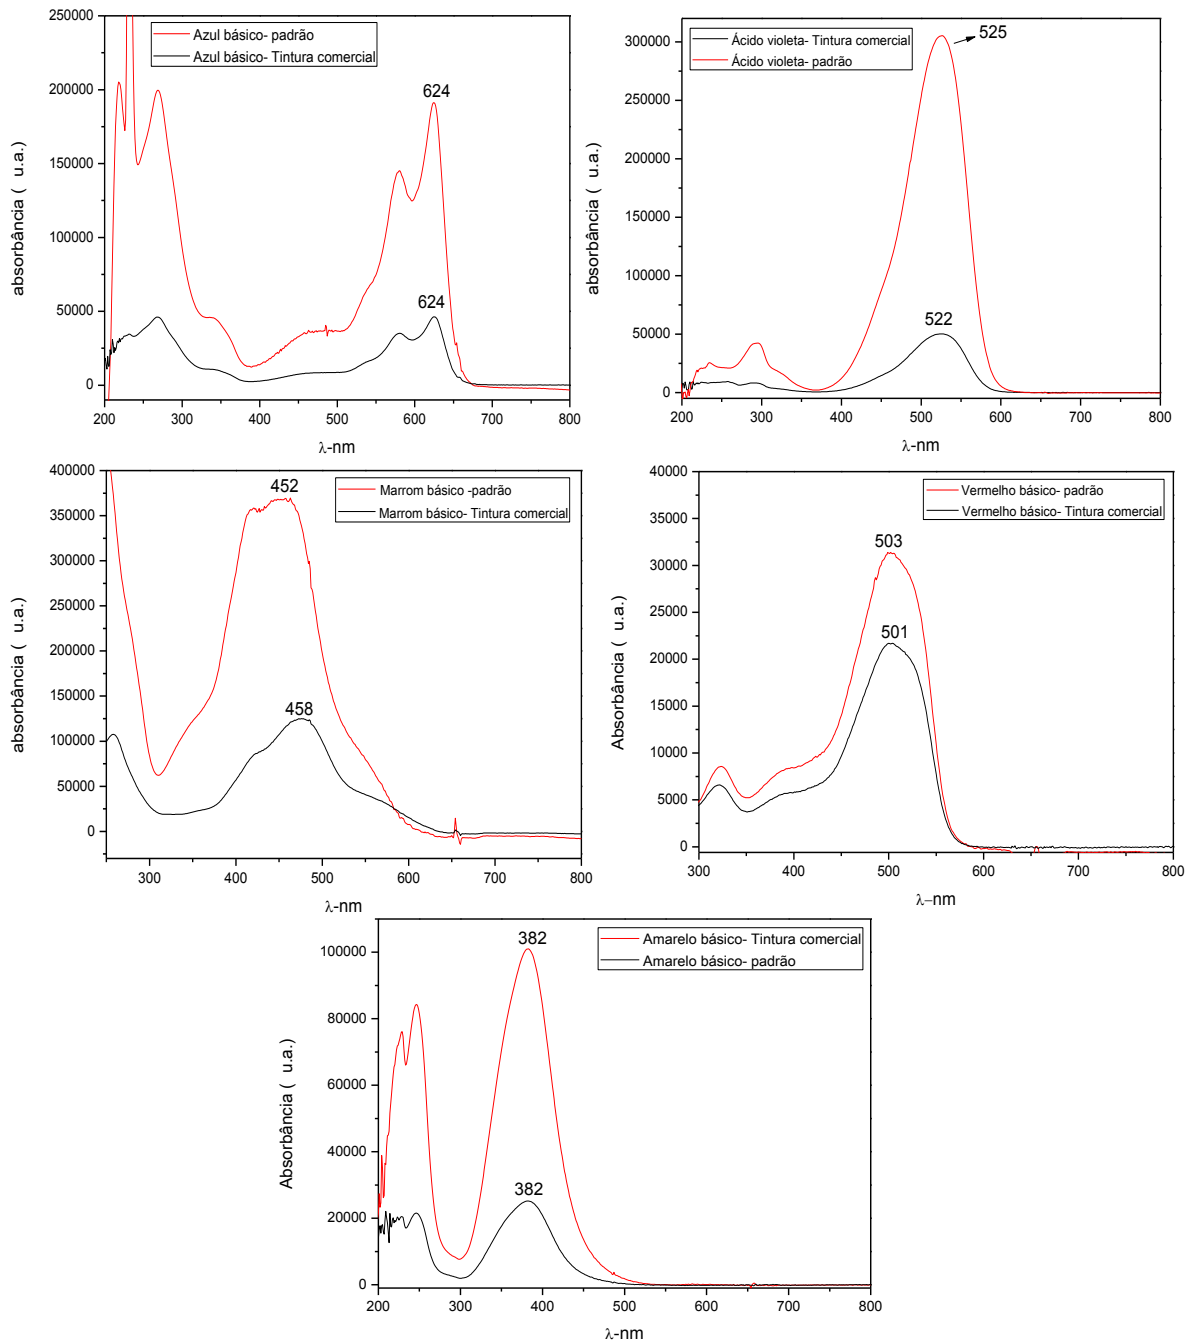 250000
200000
150000
100000
50000
0
200 300 400 500 600 700 800
absorbância ( u.a.)
λ-nm
Azul básico- padrão
Azul básico- Tintura comercial
624
624
300000
250000
200000
150000
100000
50000
0
200 300 400 500 600 700 800
absorbância ( u.a.)
λ-nm
Ácido violeta- Tintura comercial
Ácido violeta- padrão
525
522
400000
350000
300000
250000
200000
150000
100000
50000
0
300 400 500 600 700 800
absorbância ( u.a.)
λ-nm
Marrom básico -padrão
Marrom básico- Tintura comercial
452
458
40000
35000
30000
25000
20000
15000
10000
5000
0
300 400 500 600 700 800
Absorbância ( u.a.)
λ–nm
Vermelho básico- padrão
Vermelho básico- Tintura comercial
503
501
100000
80000
60000
40000
20000
0
200 300 400 500 600 700 800
Absorbância ( u.a.)
λ-nm
Amarelo básico- Tintura comercial
Amarelo básico- padrão
382
382